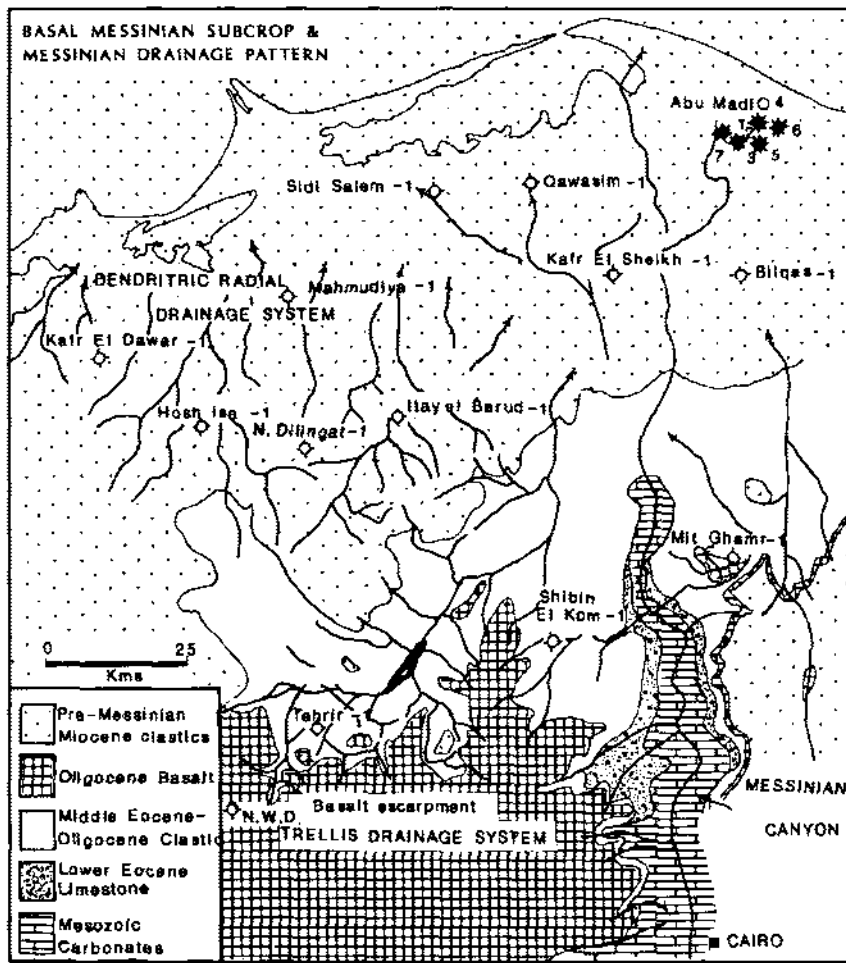 BASAL MESSINIAN SUBCROP &
MESSINIAN DRAINAGE PATTERN
Abu Madi 4
1 2 6
7 3 5
Sidi Salem -1
Qawasim -1
Kafr El Sheikh -1
Bilqas -1
DENDRITRIC RADIAL
Mahmudiya -1
DRAINAGE SYSTEM
Kafr El Dawar -1
Hosh Isa -1
Itay el Barud -1
N. Dilingat -1
Mit Ghamr -1
Shibin
El Kom -1
0 25
Kms
Tahrir -1
Pre-Messinian
Miocene clastics
Oligocene Basalt
Middle Eocene-
Oligocene Clastic
Lower Eocene
Limestone
Mesozoic
Carbonates
N.W.D.
Basalt escarpment
TRELLIS DRAINAGE SYSTEM
MESSINIAN
CANYON
CAIRO